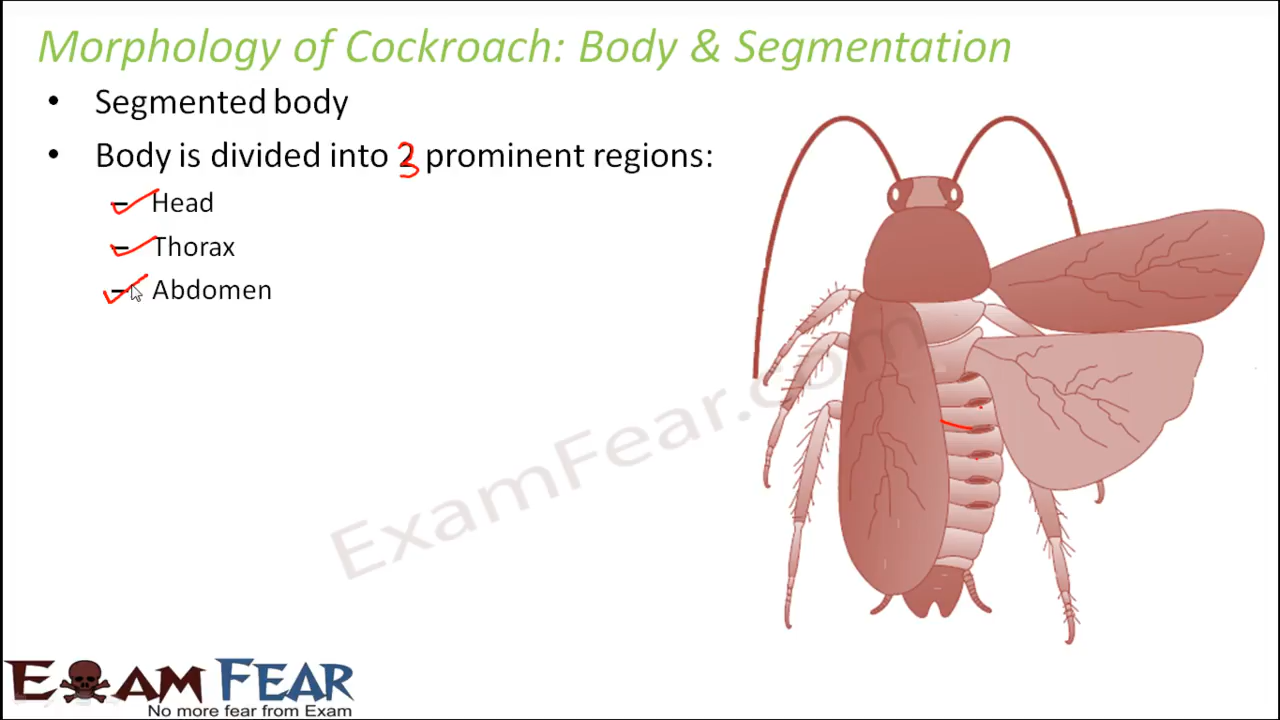 Morphology of Cockroach: Body & Segmentation
• Segmented body
• Body is divided into 3 prominent regions:
– Head
– Thorax
– Abdomen
ExamFear.com
EXAM FEAR
No more fear from Exam